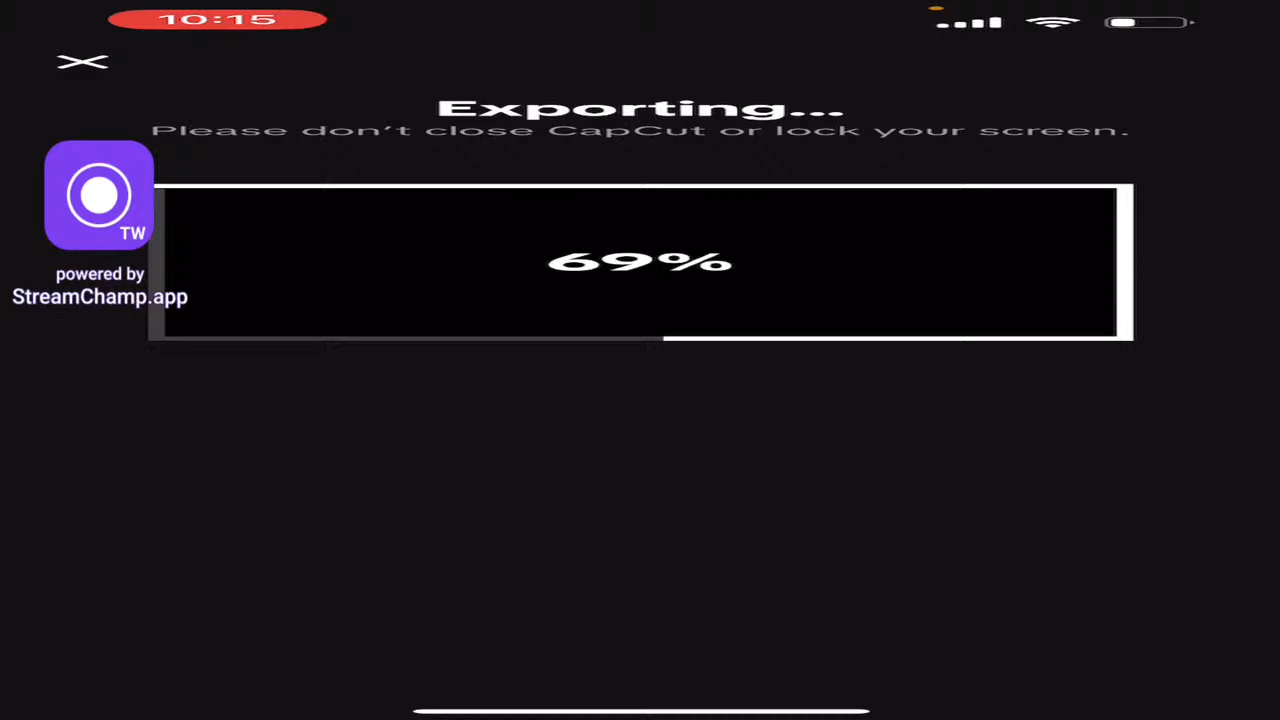 10:15
Exporting...
Please don't close CapCut or lock your screen.
TW
powered by
StreamChamp.app
69%